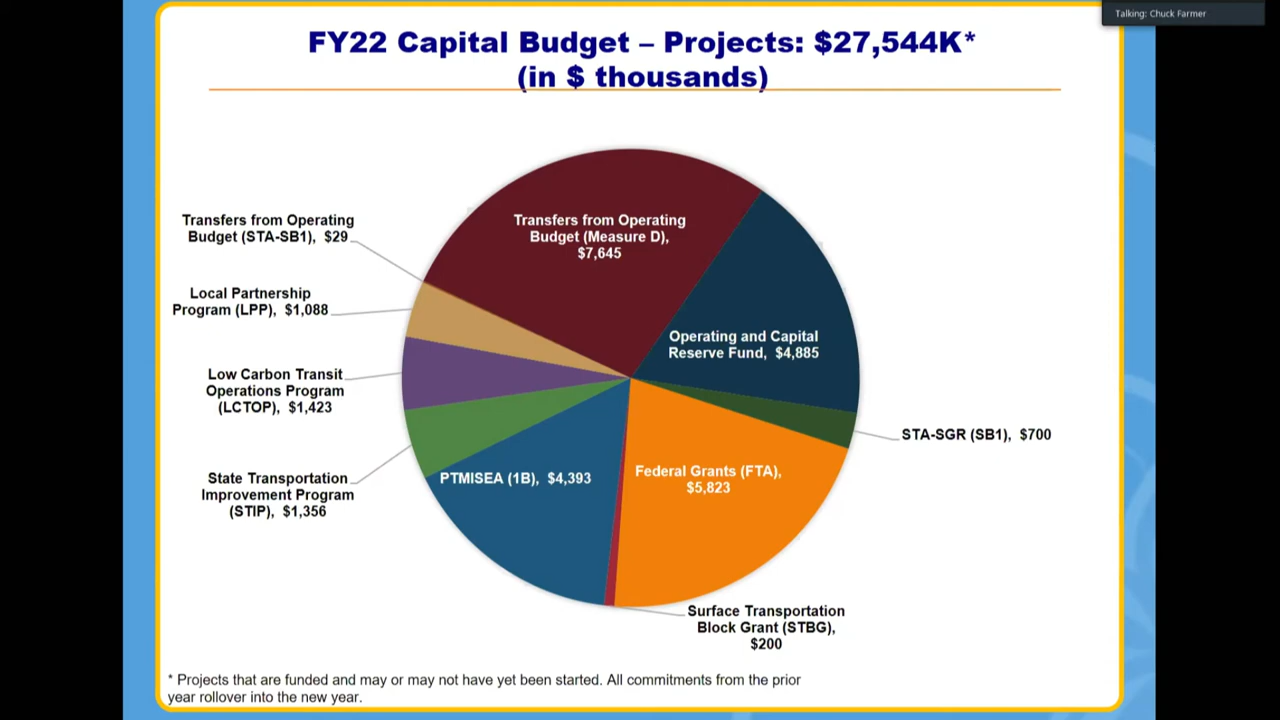 Talking: Chuck Farmer
FY22 Capital Budget – Projects: $27,544K*
(in $ thousands)
Transfers from Operating
Budget (STA-SB1),  $29
Transfers from Operating
Budget (Measure D),
$7,645
Local Partnership
Program (LPP),  $1,088
Operating and Capital
Reserve Fund,  $4,885
Low Carbon Transit
Operations Program
(LCTOP),  $1,423
STA-SGR (SB1),  $700
State Transportation
Improvement Program
(STIP),  $1,356
PTMISEA (1B),  $4,393
Federal Grants (FTA),
$5,823
Surface Transportation
Block Grant (STBG),
$200
* Projects that are funded and may or may not have yet been started. All commitments from the prior
year rollover into the new year.